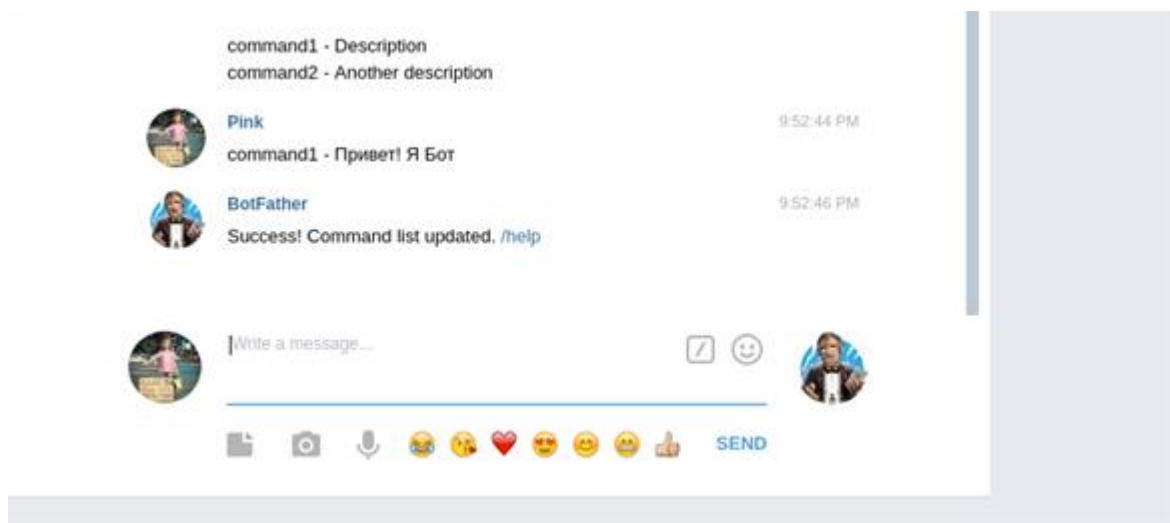 command1 - Description
command2 - Another description
Pink 9:52:44 PM
command1 - Привет! Я Бот
BotFather 9:52:46 PM
Success! Command list updated. /help
Write a message...
SEND